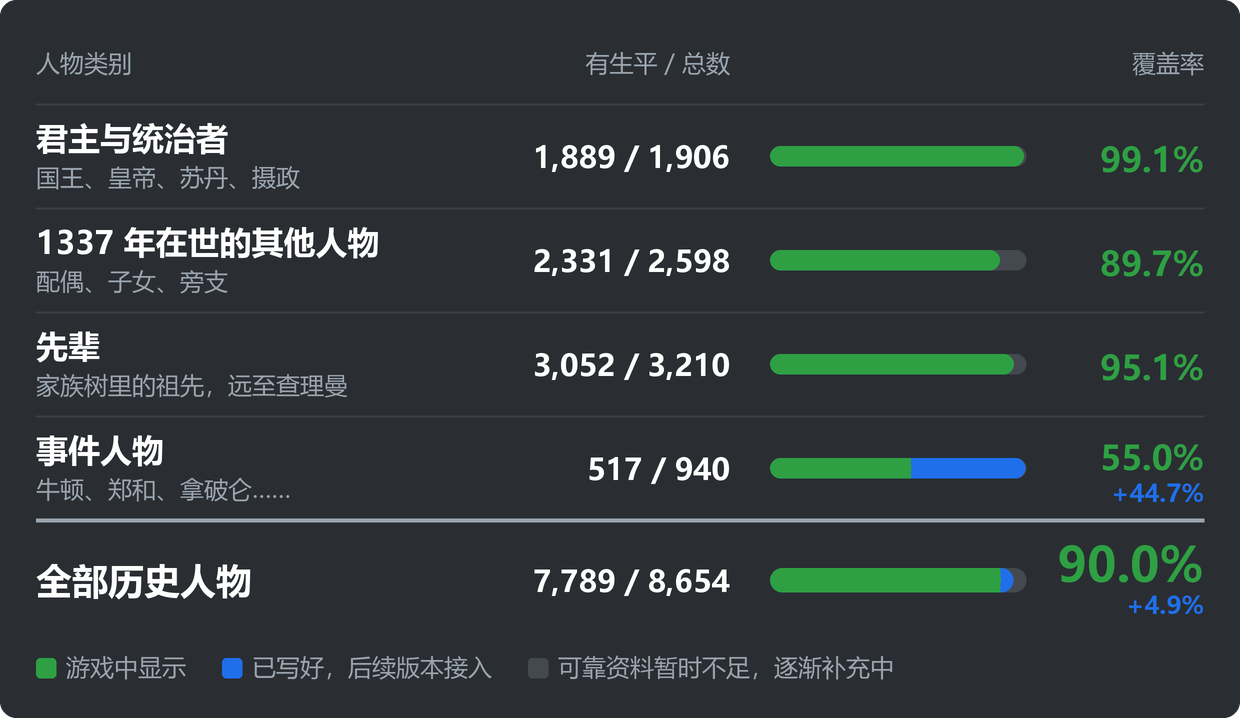 人物类别 有生平 / 总数 覆盖率
君主与统治者 1,889 / 1,906 99.1%
国王、皇帝、苏丹、摄政
1337 年在世的其他人物 2,331 / 2,598 89.7%
配偶、子女、旁支
先辈 3,052 / 3,210 95.1%
家族树里的祖先，远至查理曼
事件人物 517 / 940 55.0%
牛顿、郑和、拿破仑…… +44.7%
全部历史人物 7,789 / 8,654 90.0%
+4.9%
游戏中显示 已写好，后续版本接入 可靠资料暂时不足，逐渐补充中